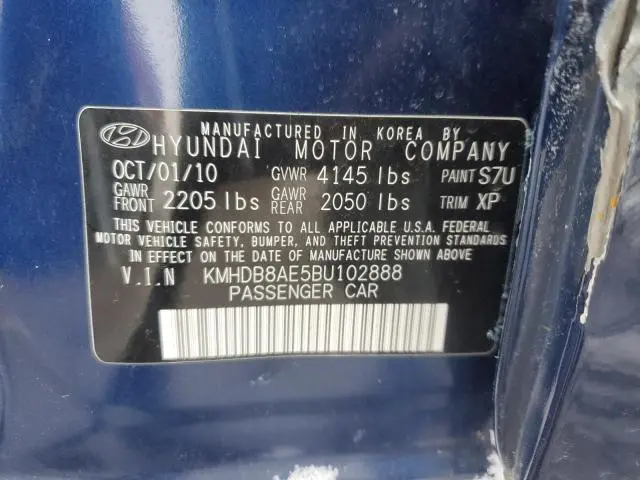 MANUFACTURED IN KOREA BY
HYUNDAI MOTOR COMPANY
OCT/01/10 GVWR 4145 lbs PAINT S7U
GAWR FRONT 2205 lbs GAWR REAR 2050 lbs TRIM XP
THIS VEHICLE CONFORMS TO ALL APPLICABLE U.S.A. FEDERAL
MOTOR VEHICLE SAFETY, BUMPER, AND THEFT PREVENTION STANDARDS
IN EFFECT ON THE DATE OF MANUFACTURE SHOWN ABOVE
V.I.N KMHDB8AE5BU102888
PASSENGER CAR